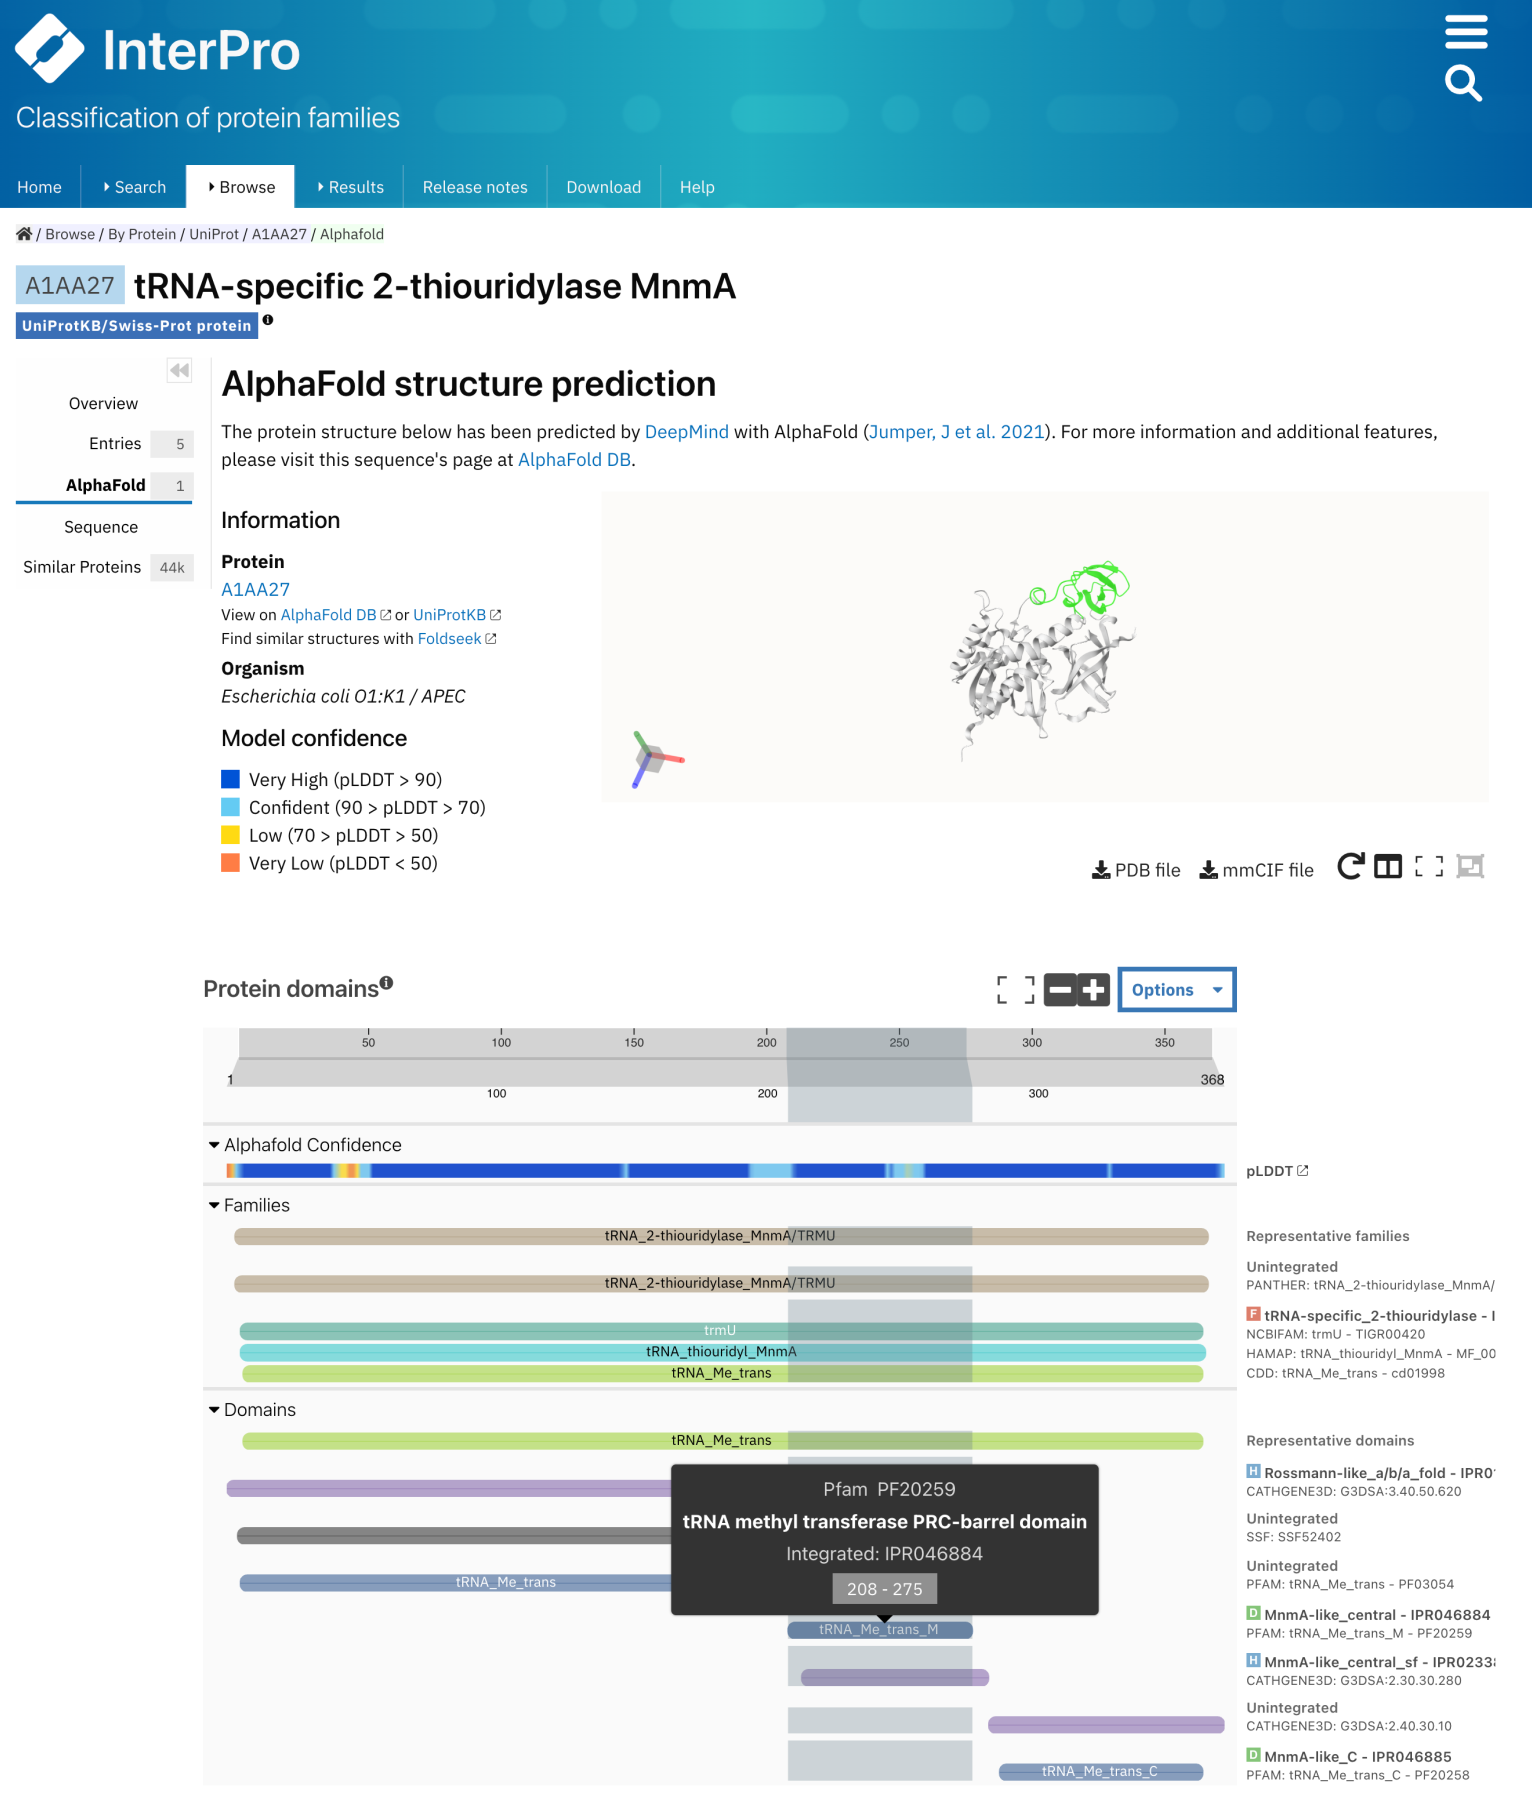 InterPro
Classification of protein families
Home
Search
Browse
Results
Release notes
Download
Help
/ Browse / By Protein / UniProt / A1AA27 / Alphafold
A1AA27 tRNA-specific 2-thiouridylase MnmA
UniProtKB/Swiss-Prot protein
Overview
Entries 5
AlphaFold 1
Sequence
Similar Proteins 44k
AlphaFold structure prediction
The protein structure below has been predicted by DeepMind with AlphaFold (Jumper, J et al. 2021). For more information and additional features,
please visit this sequence's page at AlphaFold DB.
Information
Protein
A1AA27
View on AlphaFold DB or UniProtKB
Find similar structures with Foldseek
Organism
Escherichia coli O1:K1 / APEC
Model confidence
Very High (pLDDT > 90)
Confident (90 > pLDDT > 70)
Low (70 > pLDDT > 50)
Very Low (pLDDT < 50)
PDB file
mmCIF file
Protein domains
Options
50 100 150 200 250 300 350
1 368
100 200 300
Alphafold Confidence
pLDDT
Families
tRNA_2-thiouridylase_MnmA/TRMU
Representative families
tRNA_2-thiouridylase_MnmA/TRMU
Unintegrated
PANTHER: tRNA_2-thiouridylase_MnmA/
trmU
tRNA_thiouridyl_MnmA
tRNA_Me_trans
F tRNA-specific_2-thiouridylase - I
NCBIFAM: trmU - TIGR00420
HAMAP: tRNA_thiouridyl_MnmA - MF_00
CDD: tRNA_Me_trans - cd01998
Domains
tRNA_Me_trans
Representative domains
H Rossmann-like_a/b/a_fold - IPR01
CATHGENE3D: G3DSA:3.40.50.620
Unintegrated
SSF: SSF52402
tRNA_Me_trans
Unintegrated
PFAM: tRNA_Me_trans - PF03054
Pfam PF20259
tRNA methyl transferase PRC-barrel domain
Integrated: IPR046884
208 - 275
tRNA_Me_trans_M
D MnmA-like_central - IPR046884
PFAM: tRNA_Me_trans_M - PF20259
H MnmA-like_central_sf - IPR0233
CATHGENE3D: G3DSA:2.30.30.280
Unintegrated
CATHGENE3D: G3DSA:2.40.30.10
tRNA_Me_trans_C
D MnmA-like_C - IPR046885
PFAM: tRNA_Me_trans_C - PF20258